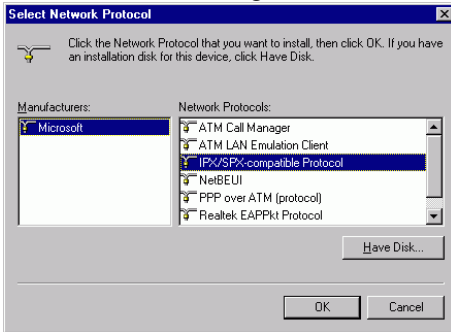 Select Network Protocol
Click the Network Protocol that you want to install, then click OK. If you have
an installation disk for this device, click Have Disk.
Manufacturers:
Network Protocols:
Microsoft
ATM Call Manager
ATM LAN Emulation Client
IPX/SPX-compatible Protocol
NetBEUI
PPP over ATM (protocol)
Realtek EAPPkt Protocol
Have Disk...
OK
Cancel